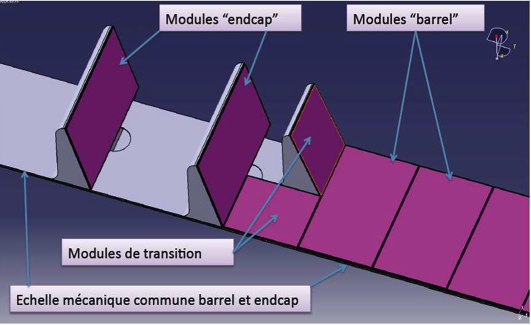 Modules “endcap”
Modules “barrel”
Modules de transition
Echelle mécanique commune barrel et endcap